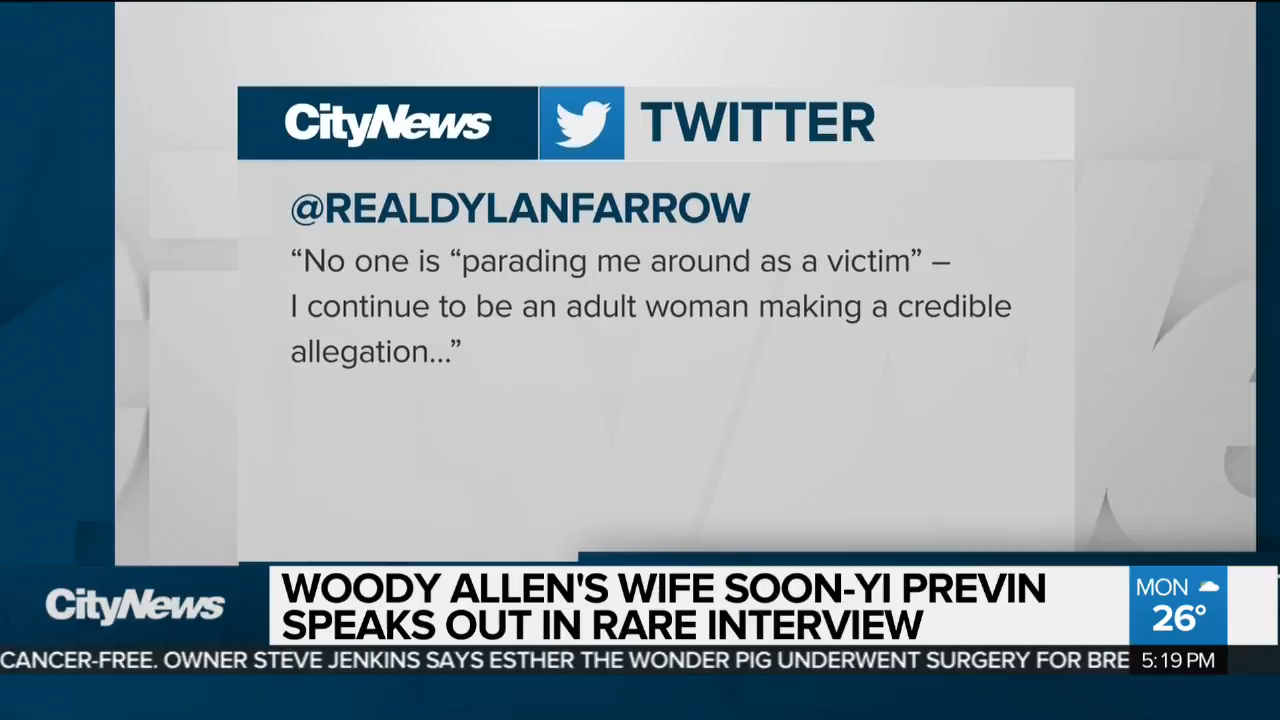 CityNews TWITTER
@REALDYLANFARROW
“No one is “parading me around as a victim” –
I continue to be an adult woman making a credible
allegation...”
CityNews
WOODY ALLEN'S WIFE SOON-YI PREVIN
SPEAKS OUT IN RARE INTERVIEW
MON
26°
CANCER-FREE. OWNER STEVE JENKINS SAYS ESTHER THE WONDER PIG UNDERWENT SURGERY FOR BRE
5:19 PM